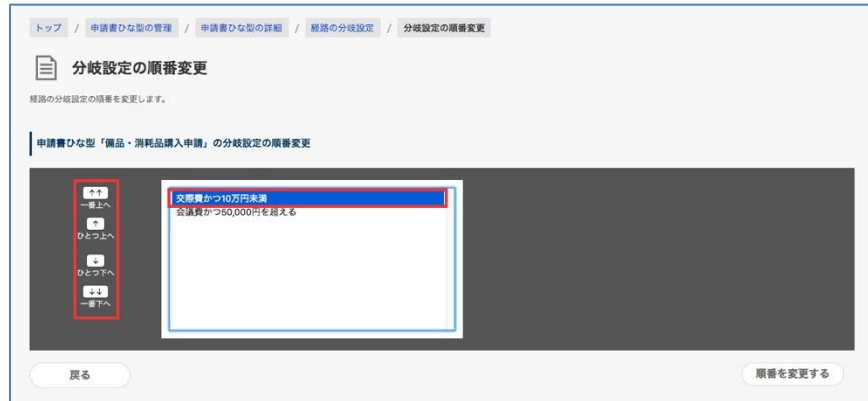 トップ / 申請書ひな型の管理 / 申請書ひな型の詳細 / 経路の分岐設定 / 分岐設定の順番変更
分岐設定の順番変更
経路の分岐設定の順番を変更します。
申請書ひな型「備品・消耗品購入申請」の分岐設定の順番変更
↑↑
一番上へ
↑
ひとつ上へ
↓
ひとつ下へ
↓↓
一番下へ
交際費かつ10万円未満
会議費かつ50,000円を超える
戻る
順番を変更する